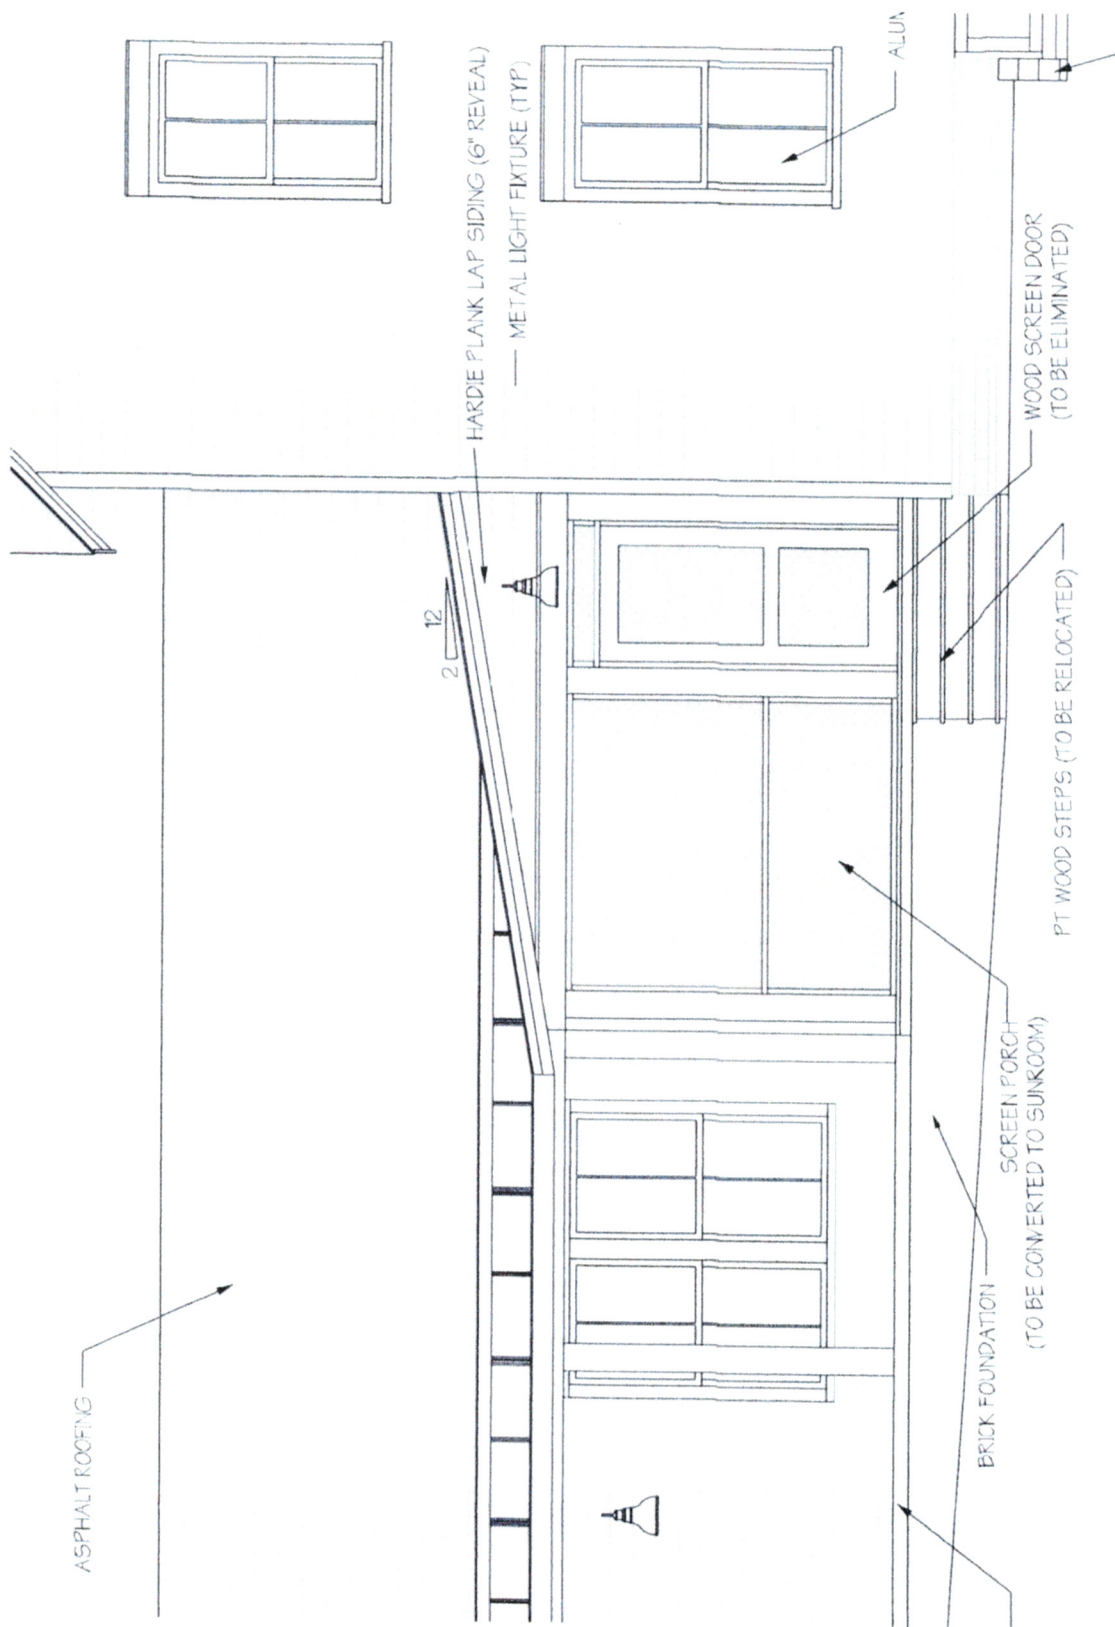 ASPHALT ROOFING
HARDIE PLANK LAP SIDING (6" REVEAL)
METAL LIGHT FIXTURE (TYP)
12
2
WOOD SCREEN DOOR
(TO BE ELIMINATED)
PT WOOD STEPS (TO BE RELOCATED)
SCREEN PORCH
(TO BE CONVERTED TO SUNROOM)
BRICK FOUNDATION